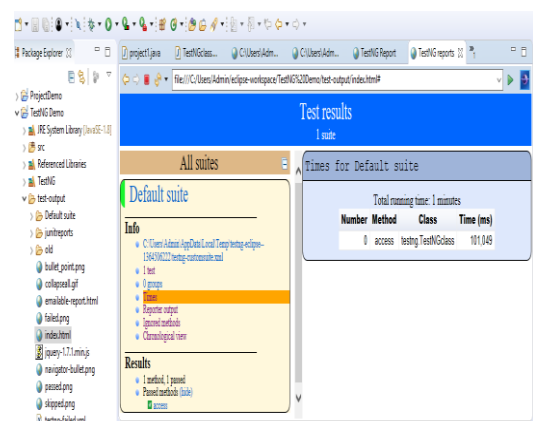 Package Explorer
project1.java
TestNGclass...
C:\Users\Adm...
C:\Users\Adm...
TestNG Report
TestNG reports
file:///C:/Users/Admin/eclipse-workspace/TestNG%20Demo/test-output/index.html#
ProjectDemo
TestNG Demo
JRE System Library [JavaSE-1.8]
src
Referenced Libraries
TestNG
test-output
Default suite
junitreports
old
bullet_point.png
collapseall.gif
emailable-report.html
failed.png
index.html
jquery-1.7.1.min.js
navigator-bullet.png
passed.png
skipped.png
testng-failed.xml
Test results
1 suite
All suites
Default suite
Info
C:\Users\Admin\AppData\Local\Temp\testng-eclipse--
1564506222\testng-customsuite.xml
1 test
0 groups
Times
Reporter output
Ignored methods
Chronological view
Results
1 method, 1 passed
Passed methods (hide)
access
Times for Default suite
Total running time: 1 minutes
Number Method Class Time (ms)
0 access testng.TestNGclass 101,049